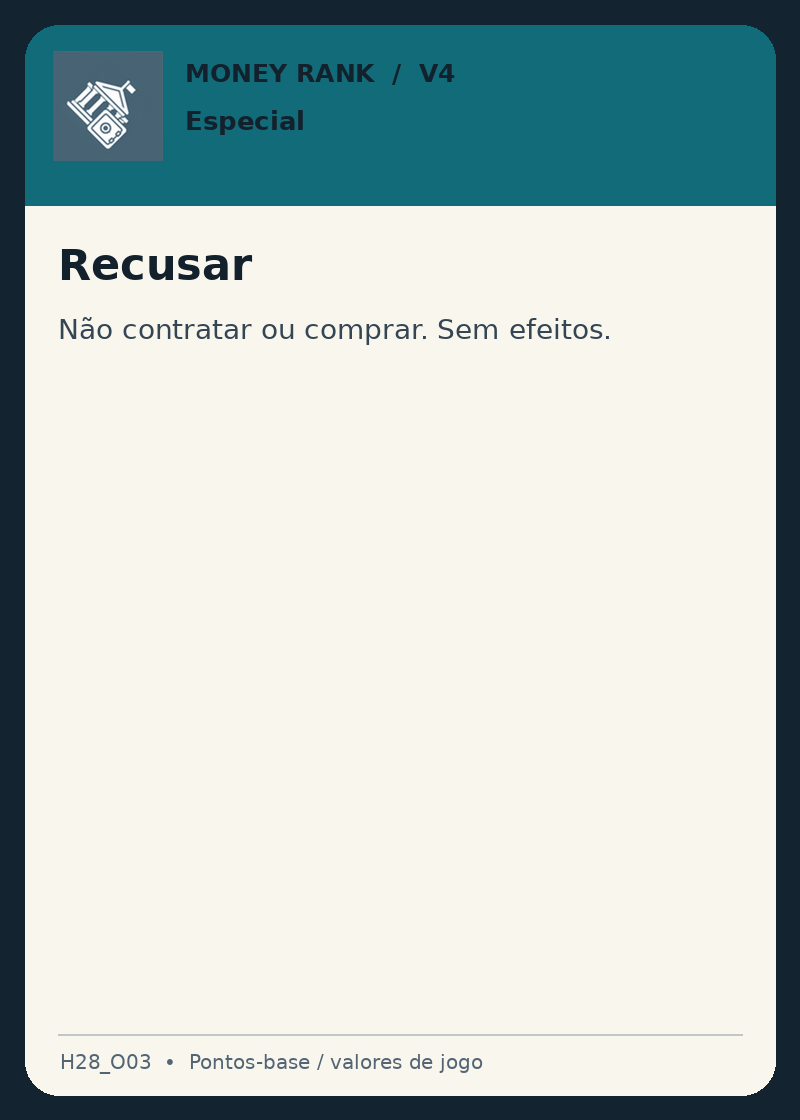 MONEY RANK / V4
Especial
Recusar
Não contratar ou comprar. Sem efeitos.
H28_O03 • Pontos-base / valores de jogo